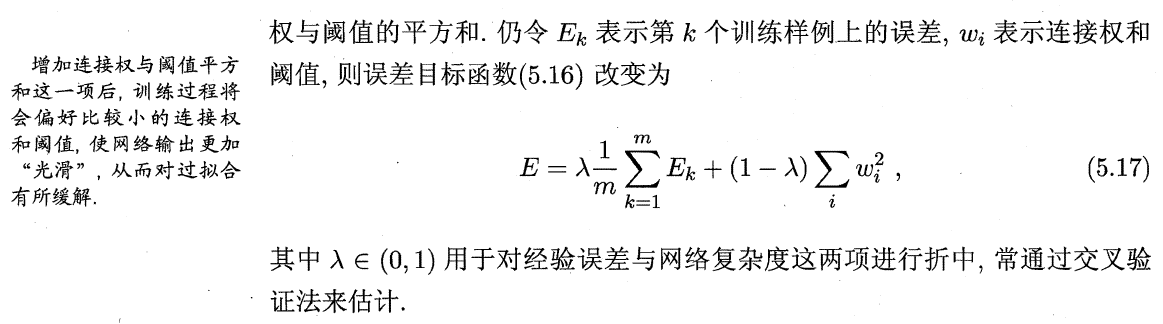 权与阈值的平方和. 仍令 E_k 表示第 k 个训练样例上的误差, w_i 表示连接权和
阈值, 则误差目标函数(5.16) 改变为
增加连接权与阈值平方
和这一项后, 训练过程将
会偏好比较小的连接权
和阈值, 使网络输出更加
“光滑”, 从而对过拟合
有所缓解.
E = λ \frac{1}{m} \sum_{k=1}^{m} E_k + (1 − λ) \sum_{i} w_i^2 , (5.17)
其中 λ ∈ (0, 1) 用于对经验误差与网络复杂度这两项进行折中, 常通过交叉验
证法来估计.